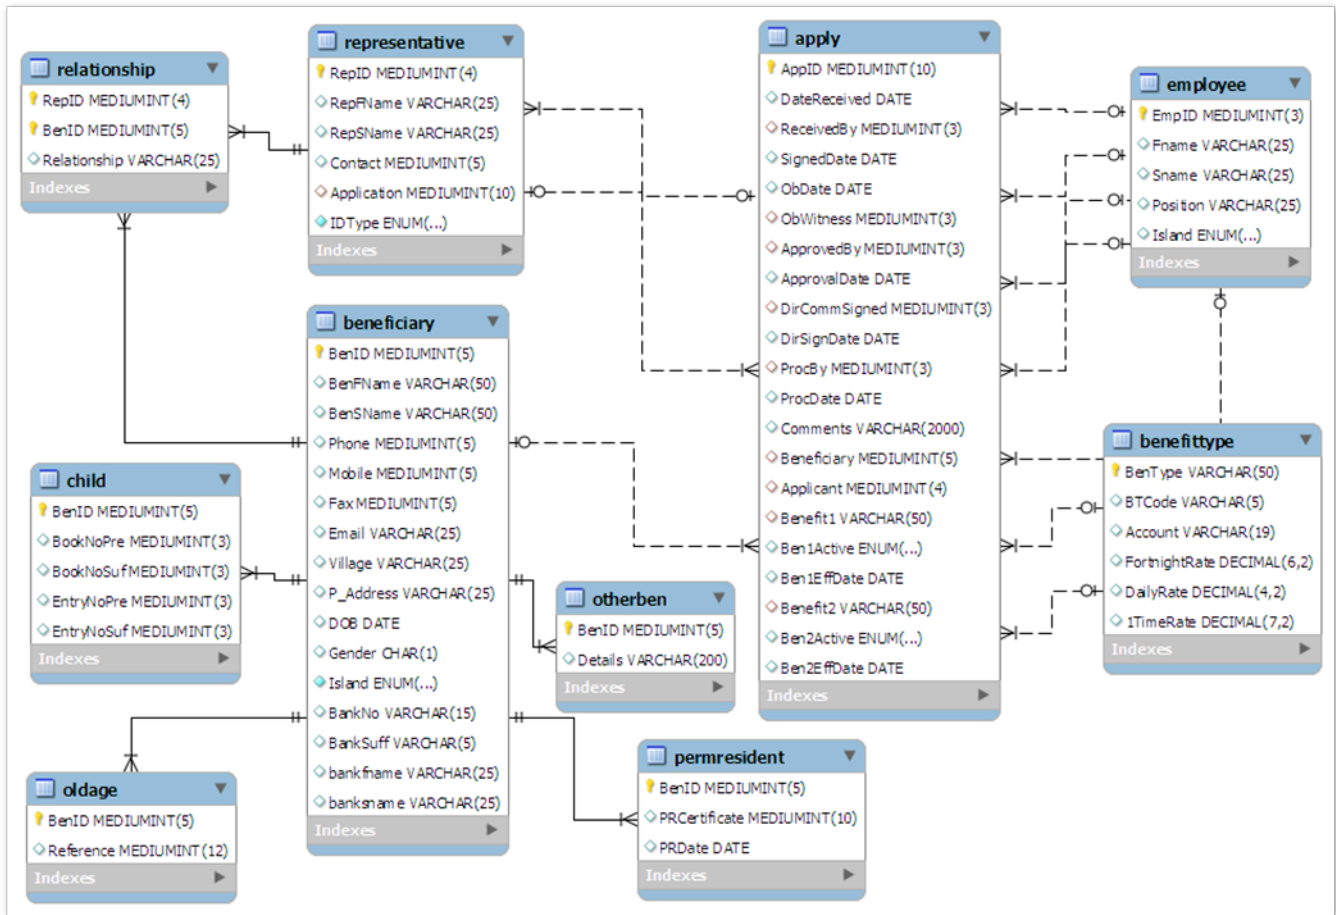 relationship
RepID MEDIUMINT(4)
BenID MEDIUMINT(5)
Relationship VARCHAR(25)
Indexes
representative
RepID MEDIUMINT(4)
RepFName VARCHAR(25)
RepSName VARCHAR(25)
Contact MEDIUMINT(5)
Application MEDIUMINT(10)
IDType ENUM(...)
Indexes
apply
AppID MEDIUMINT(10)
DateReceived DATE
ReceivedBy MEDIUMINT(3)
SignedDate DATE
ObDate DATE
ObWitness MEDIUMINT(3)
ApprovedBy MEDIUMINT(3)
ApprovalDate DATE
DirCommSigned MEDIUMINT(3)
DirSignDate DATE
ProcBy MEDIUMINT(3)
ProcDate DATE
Comments VARCHAR(2000)
Beneficiary MEDIUMINT(5)
Applicant MEDIUMINT(4)
Benefit1 VARCHAR(50)
Ben1Active ENUM(...)
Ben1EffDate DATE
Benefit2 VARCHAR(50)
Ben2Active ENUM(...)
Ben2EffDate DATE
Indexes
employee
EmpID MEDIUMINT(3)
Fname VARCHAR(25)
Sname VARCHAR(25)
Position VARCHAR(25)
Island ENUM(...)
Indexes
beneficiary
BenID MEDIUMINT(5)
BenFName VARCHAR(50)
BenSName VARCHAR(50)
Phone MEDIUMINT(5)
Mobile MEDIUMINT(5)
Fax MEDIUMINT(5)
Email VARCHAR(25)
Village VARCHAR(25)
P_Address VARCHAR(25)
DOB DATE
Gender CHAR(1)
Island ENUM(...)
BankNo VARCHAR(15)
BankSuff VARCHAR(5)
bankfname VARCHAR(25)
banksname VARCHAR(25)
Indexes
benefittype
BenType VARCHAR(50)
BTCode VARCHAR(5)
Account VARCHAR(19)
FortnightRate DECIMAL(6,2)
DailyRate DECIMAL(4,2)
1TimeRate DECIMAL(7,2)
Indexes
child
BenID MEDIUMINT(5)
BookNoPre MEDIUMINT(3)
BookNoSuf MEDIUMINT(3)
EntryNoPre MEDIUMINT(3)
EntryNoSuf MEDIUMINT(3)
Indexes
otherben
BenID MEDIUMINT(5)
Details VARCHAR(200)
Indexes
oldage
BenID MEDIUMINT(5)
Reference MEDIUMINT(12)
Indexes
permresident
BenID MEDIUMINT(5)
PRCertificate MEDIUMINT(10)
PRDate DATE
Indexes